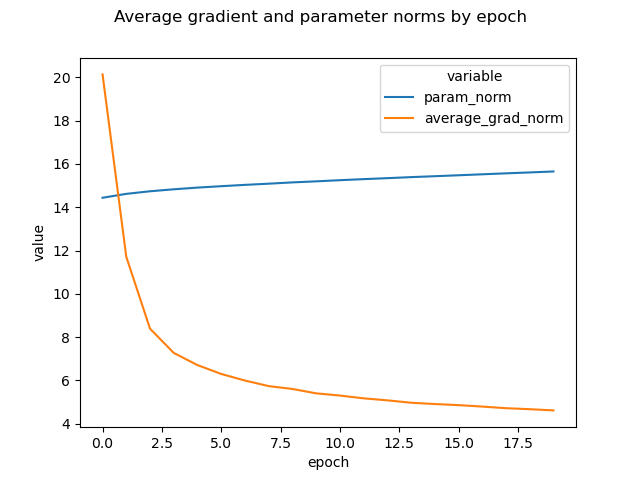 Average gradient and parameter norms by epoch
variable
param_norm
average_grad_norm
value
20
18
16
14
12
10
8
6
4
0.0 2.5 5.0 7.5 10.0 12.5 15.0 17.5
epoch